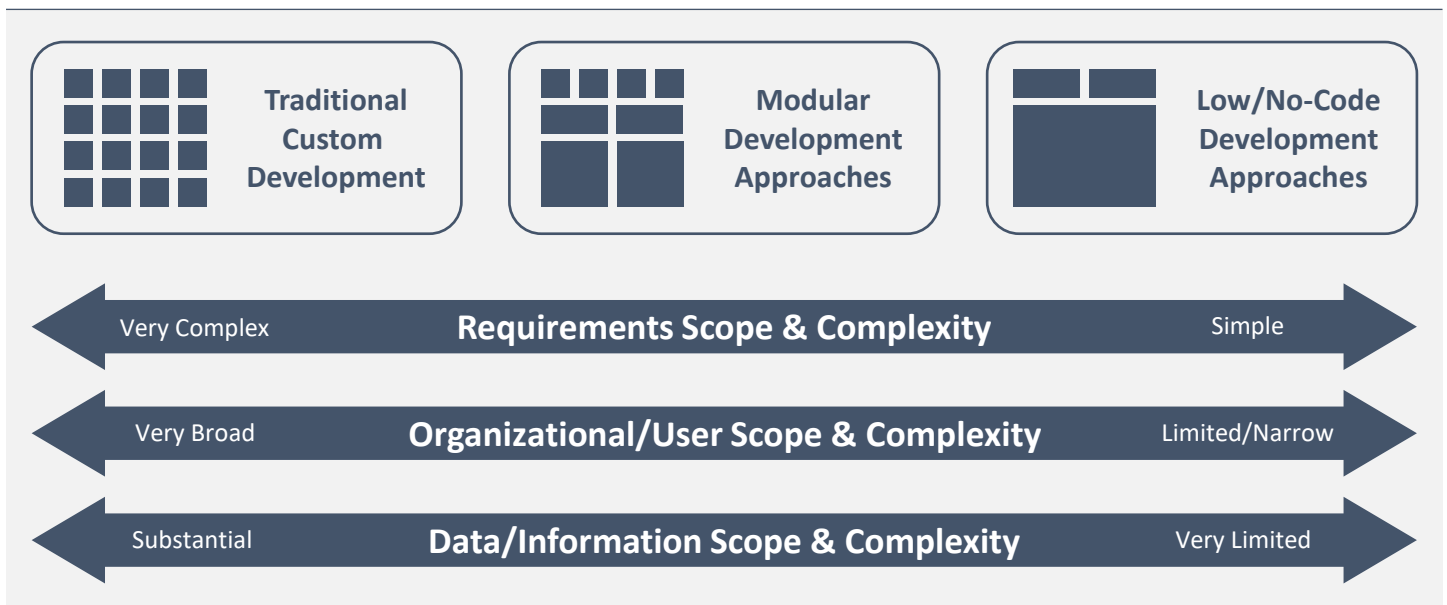 Traditional
Custom
Development
Modular
Development
Approaches
Low/No-Code
Development
Approaches
Very Complex
Requirements Scope & Complexity
Simple
Very Broad
Organizational/User Scope & Complexity
Limited/Narrow
Substantial
Data/Information Scope & Complexity
Very Limited